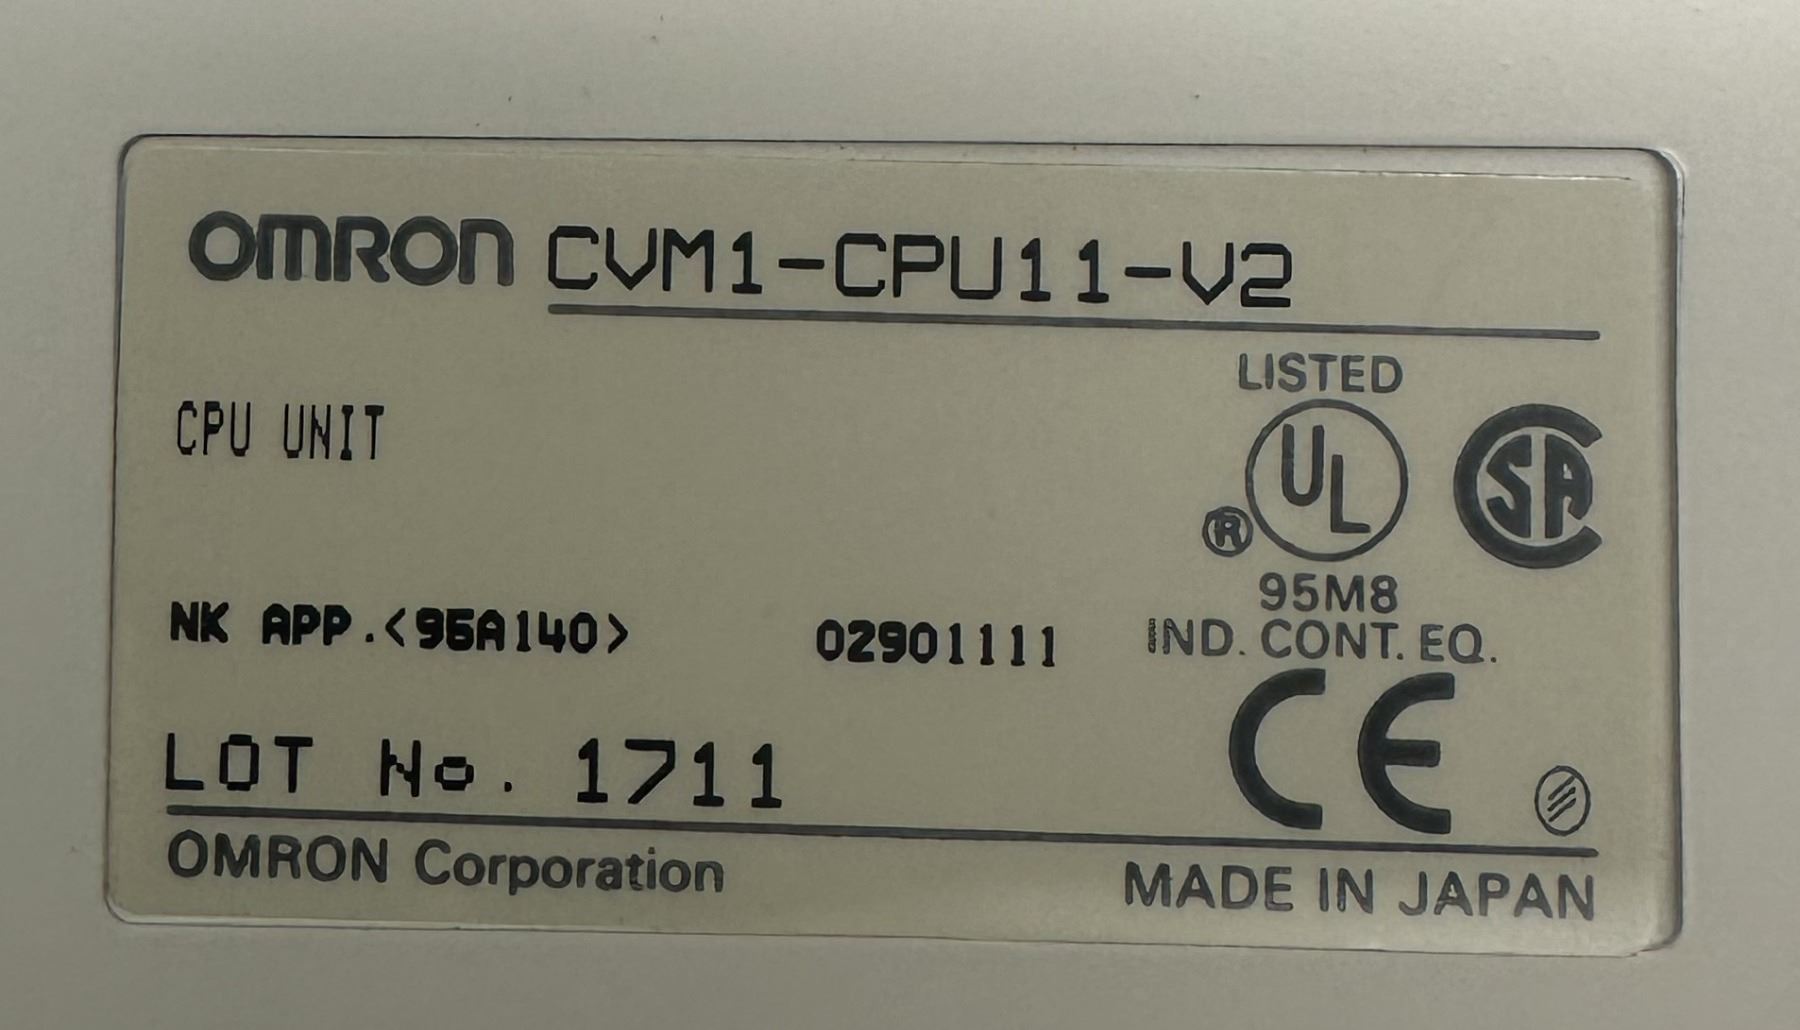 OMRON CVM1-CPU11-V2
CPU UNIT
LISTED
UL
®
SA
95M8
IND. CONT. EQ.
NK APP.<95A140>
02901111
CE
LOT No. 1711
OMRON Corporation
MADE IN JAPAN